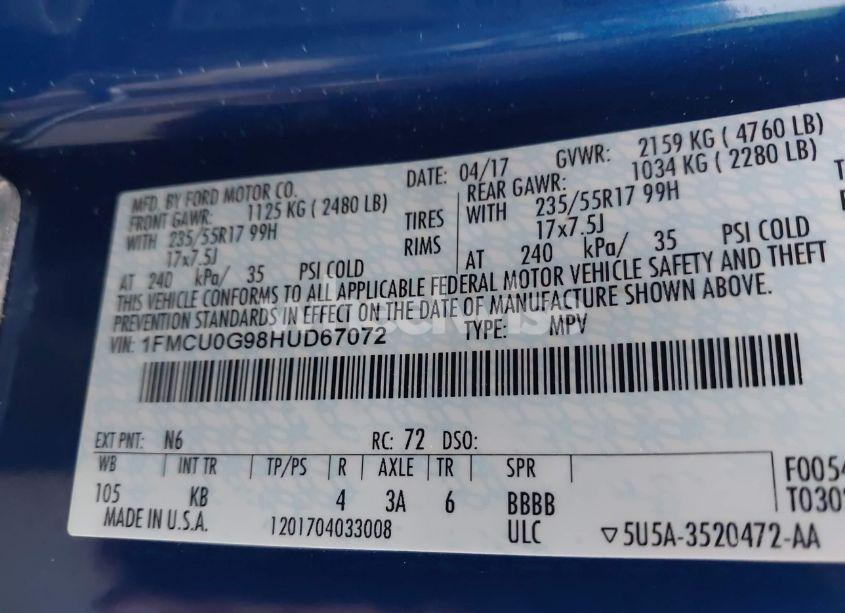 MFD. BY FORD MOTOR CO.
DATE: 04/17
GVWR: 2159 KG ( 4760 LB)
FRONT GAWR: 1125 KG ( 2480 LB)
REAR GAWR: 1034 KG ( 2280 LB)
WITH 235/55R17 99H
TIRES
WITH 235/55R17 99H
17x7.5J
RIMS
17x7.5J
AT 240 kPa/ 35 PSI COLD
AT 240 kPa/ 35 PSI COLD
THIS VEHICLE CONFORMS TO ALL APPLICABLE FEDERAL MOTOR VEHICLE SAFETY AND THEFT
PREVENTION STANDARDS IN EFFECT ON THE DATE OF MANUFACTURE SHOWN ABOVE.
VIN: 1FMCU0G98HUD67072
TYPE: MPV
EXT PNT: N6
RC: 72 DSO:
WB INT TR TP/PS R AXLE TR SPR
105 KB 4 3A 6 BBBB
F0054
T030
MADE IN U.S.A.
1201704033008
ULC
▽5U5A-3520472-AA